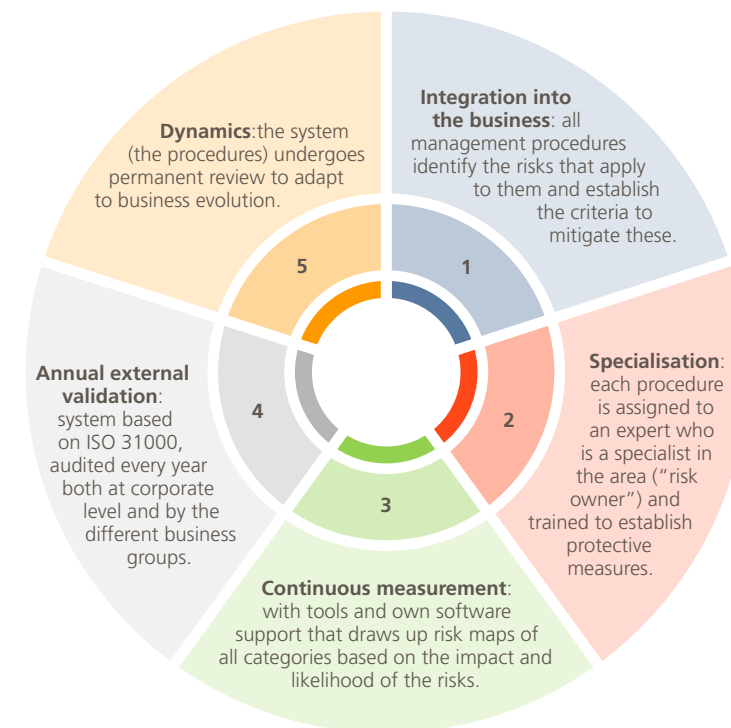 Integration into
the business: all
management procedures
identify the risks that apply
to them and establish
the criteria to
mitigate these.
1
Specialisation:
each procedure
is assigned to
an expert who
is a specialist in
the area (“risk
owner”) and
trained to establish
protective
measures.
2
3
Continuous measurement:
with tools and own software
support that draws up risk maps of
all categories based on the impact and
likelihood of the risks.
Annual external
validation:
system based
on ISO 31000,
audited every year
both at corporate
level and by the
different business
groups.
4
Dynamics:the system
(the procedures) undergoes
permanent review to adapt
to business evolution.
5